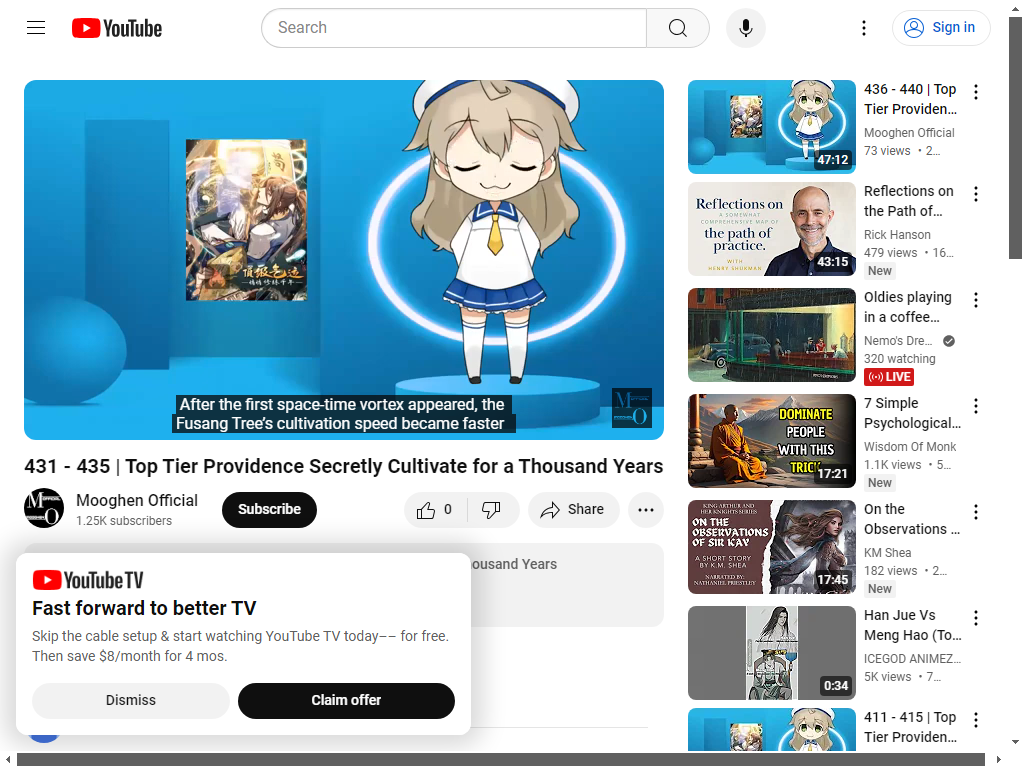 YouTube
Search
Sign in
After the first space-time vortex appeared, the
Fusang Tree's cultivation speed became faster
431 - 435 | Top Tier Providence Secretly Cultivate for a Thousand Years
Mooghen Official
1.25K subscribers
Subscribe
0
Share
ousand Years
YouTube TV
Fast forward to better TV
Skip the cable setup & start watching YouTube TV today–– for free.
Then save $8/month for 4 mos.
Dismiss
Claim offer
436 - 440 | Top
Tier Providen...
Mooghen Official
73 views • 2...
47:12
Reflections on
A SOMEWHAT
COMPREHENSIVE MAP OF
the path of
practice.
WITH
HENRY SHUKMAN
43:15
Reflections on
the Path of...
Rick Hanson
479 views • 16...
New
Oldies playing
in a coffee...
Nemo's Dre...
320 watching
LIVE
DOMINATE
PEOPLE
WITH THIS
TRICK
17:21
7 Simple
Psychological...
Wisdom Of Monk
1.1K views • 5...
New
KING ARTHUR AND
HER KNIGHTS SERIES
ON THE
OBSERVATIONS
OF SIR KAY
A SHORT STORY
BY K.M. SHEA
NARRATED BY:
NATHANIEL PRIESTLEY
17:45
On the
Observations ...
KM Shea
182 views • 2...
New
0:34
Han Jue Vs
Meng Hao (To...
ICEGOD ANIMEZ...
5K views • 7...
411 - 415 | Top
Tier Providen...